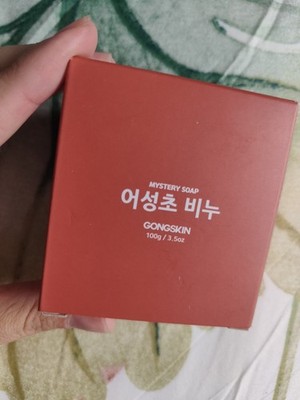 MYSTERY SOAP
어성초 비누
GONGSKIN
100g / 3.5oz